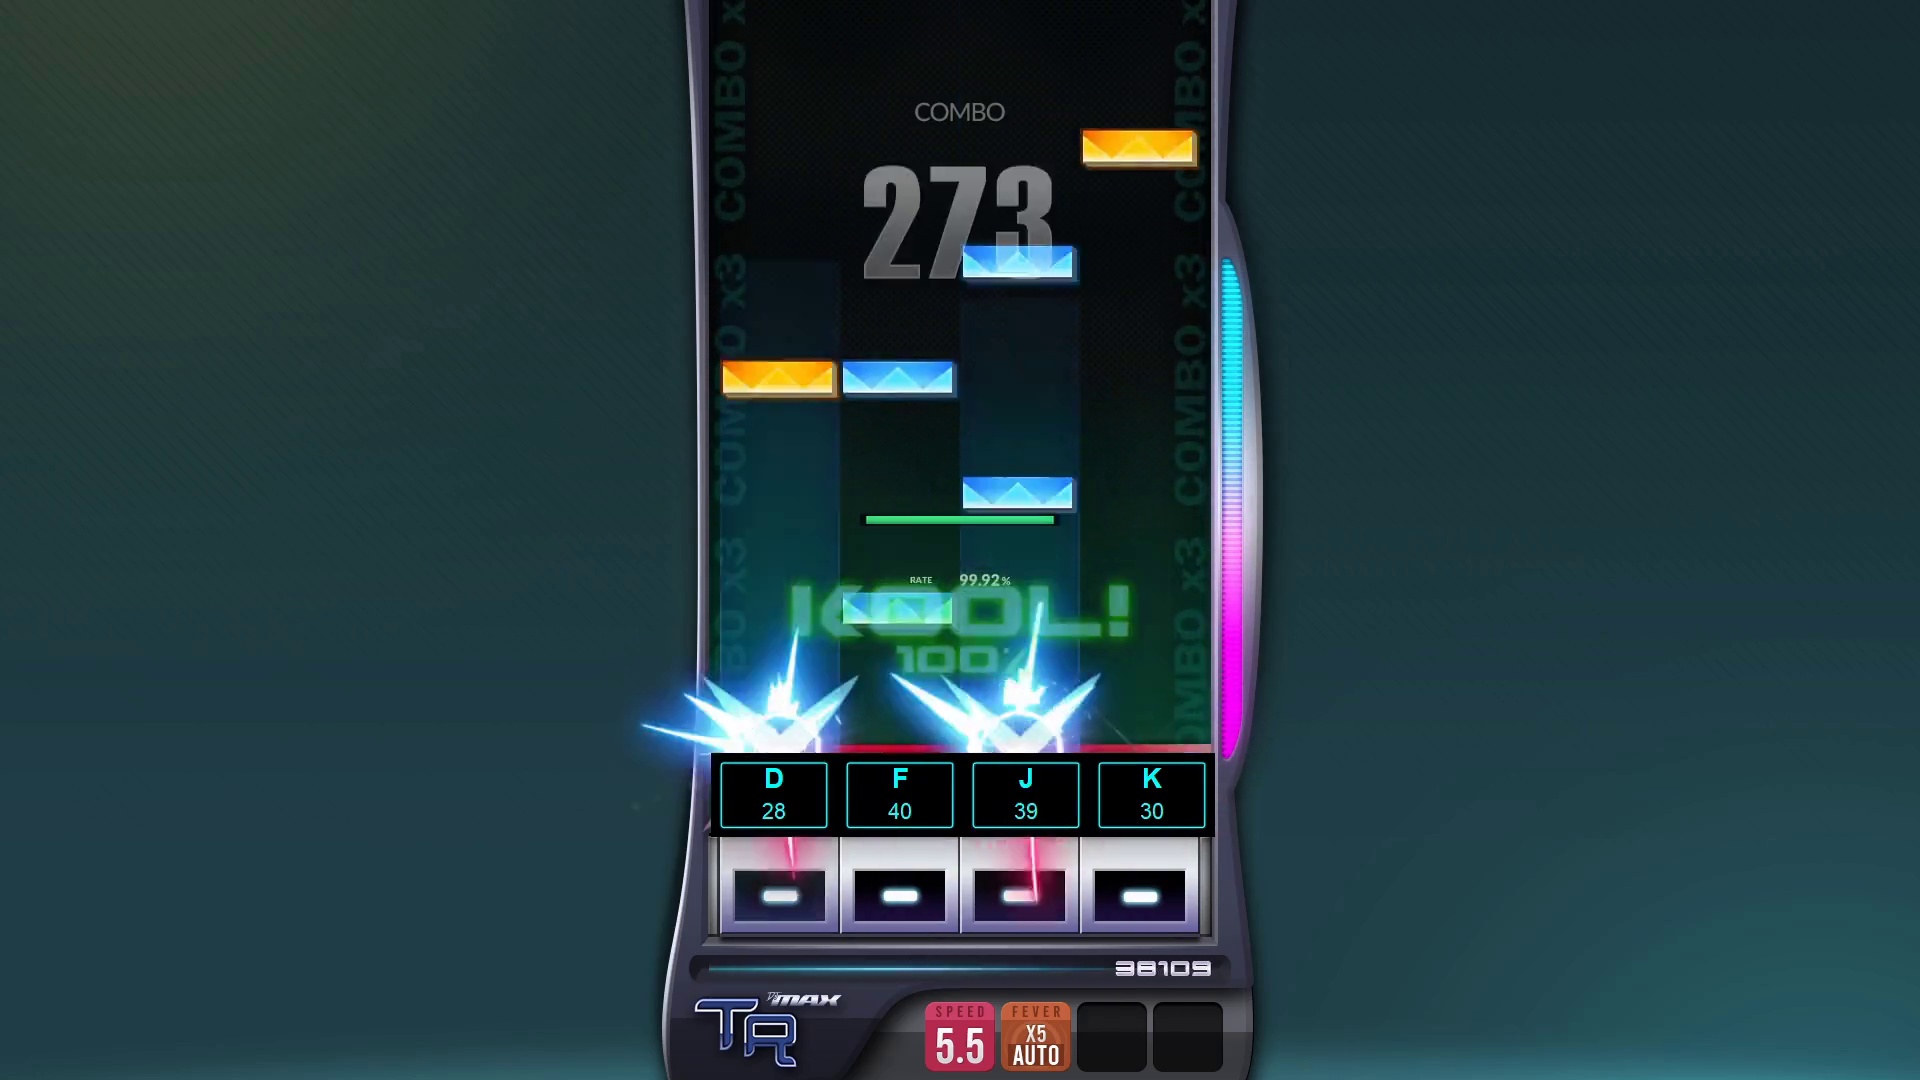 COMBO
273
COMBO x3
COMBO x3
COMBO x3
COMBO x3
RATE 99.92%
KOOL!
100%
D F J K
28 40 39 30
38109
MAX
TR
SPEED
5.5
FEVER
X5
AUTO